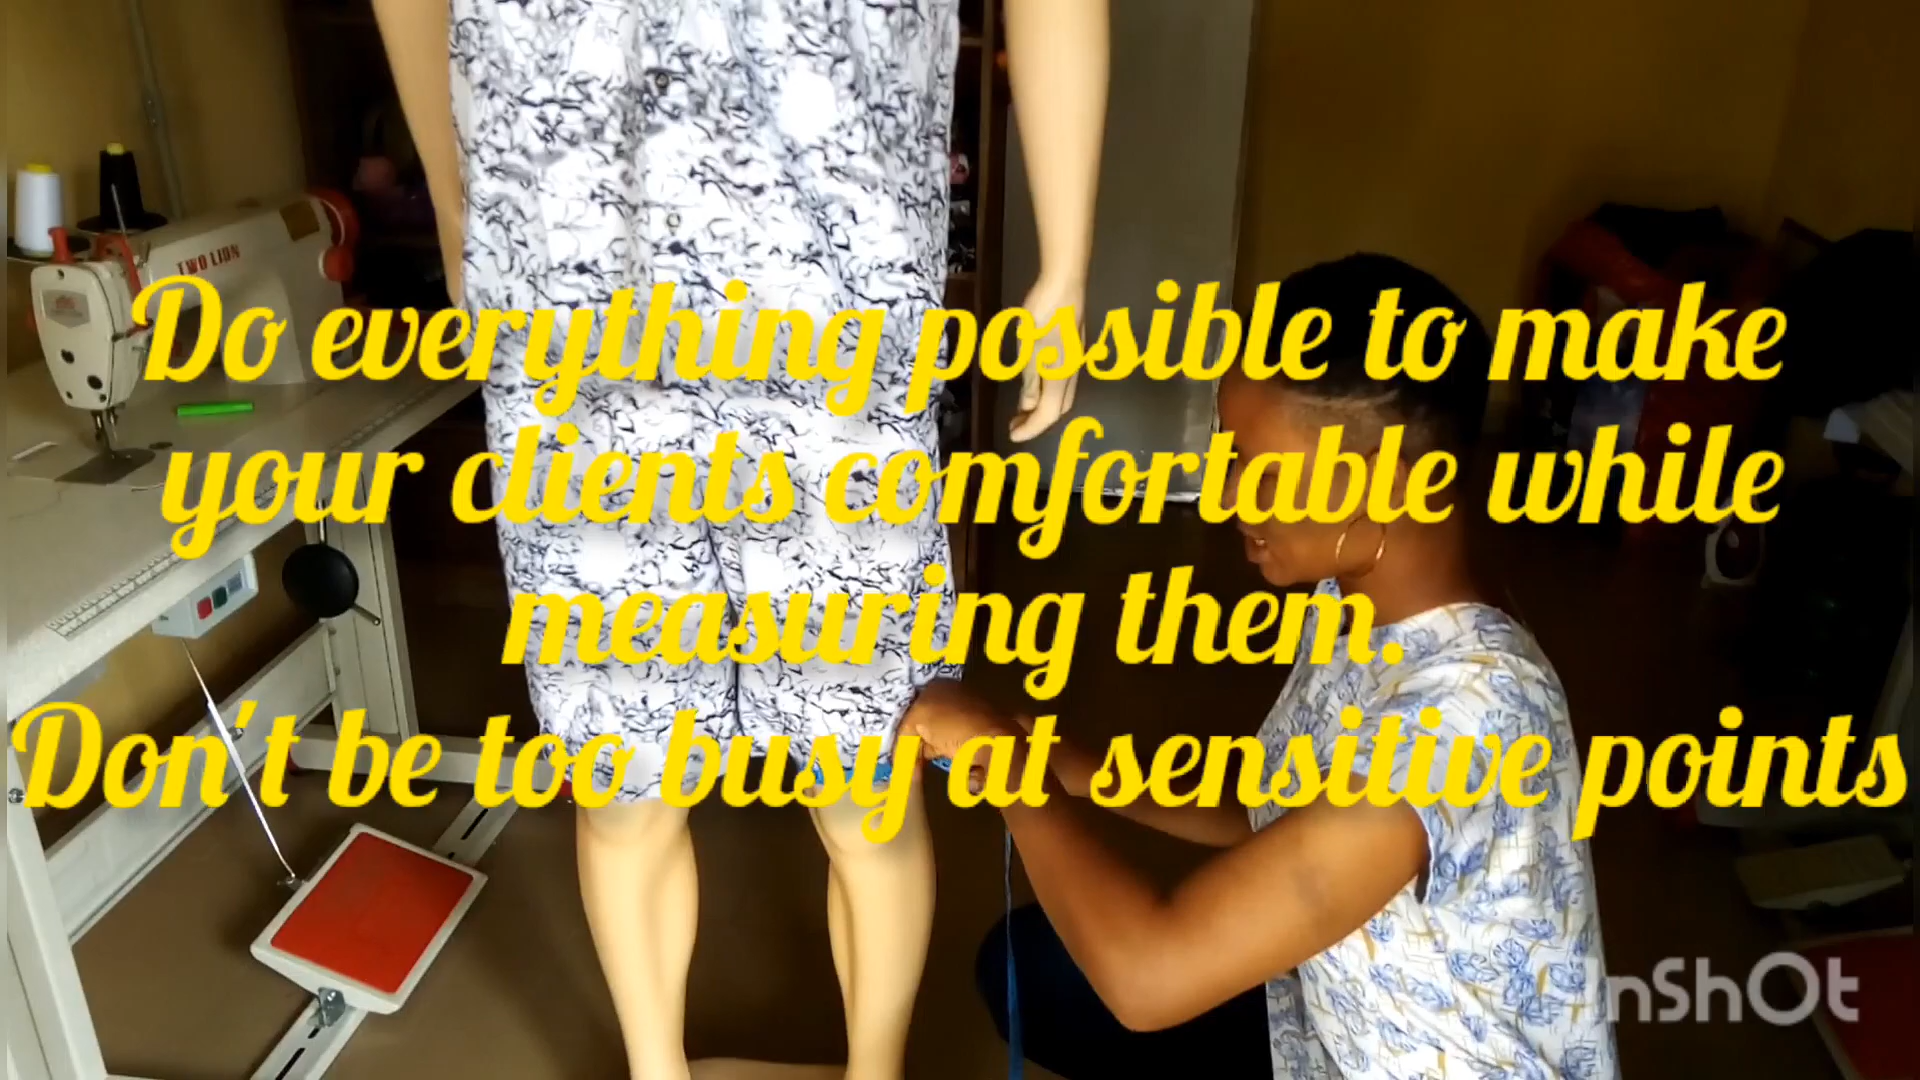 TWO LION
Do everything possible to make
your clients comfortable while
measuring them.
Don't be too busy at sensitive points
InShOt